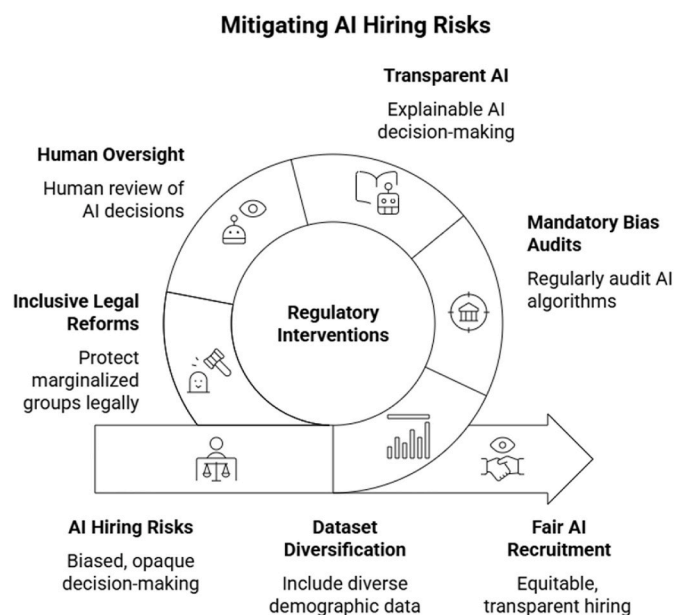 Mitigating AI Hiring Risks
Transparent AI
Explainable AI
decision-making
Human Oversight
Human review of
AI decisions
Mandatory Bias
Audits
Regularly audit AI
algorithms
Inclusive Legal
Reforms
Protect
marginalized
groups legally
Regulatory
Interventions
AI Hiring Risks
Biased, opaque
decision-making
Dataset
Diversification
Include diverse
demographic data
Fair AI
Recruitment
Equitable,
transparent hiring